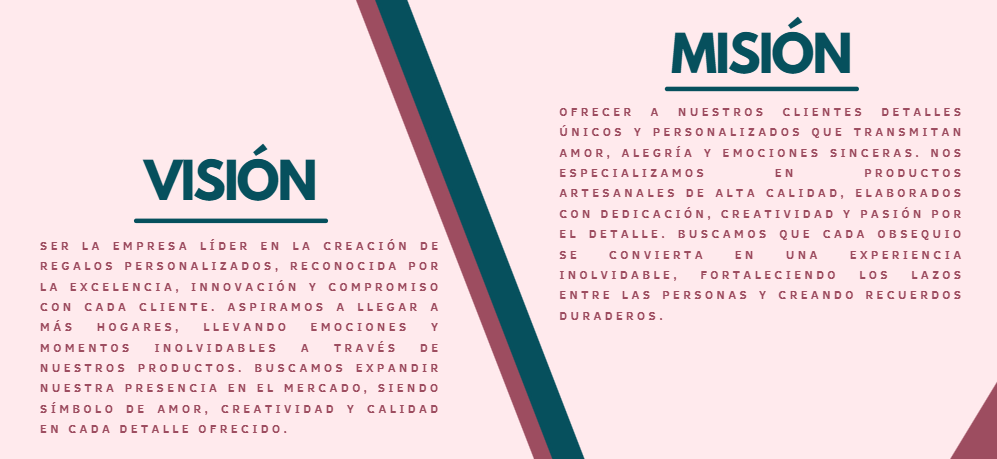 VISIÓN
SER LA EMPRESA LÍDER EN LA CREACIÓN DE
REGALOS PERSONALIZADOS, RECONOCIDA POR
LA EXCELENCIA, INNOVACIÓN Y COMPROMISO
CON CADA CLIENTE. ASPIRAMOS A LLEGAR A
MÁS HOGARES, LLEVANDO EMOCIONES Y
MOMENTOS INOLVIDABLES A TRAVÉS DE
NUESTROS PRODUCTOS. BUSCAMOS EXPANDIR
NUESTRA PRESENCIA EN EL MERCADO, SIENDO
SÍMBOLO DE AMOR, CREATIVIDAD Y CALIDAD
EN CADA DETALLE OFRECIDO.
MISIÓN
OFRECER A NUESTROS CLIENTES DETALLES
ÚNICOS Y PERSONALIZADOS QUE TRANSMITAN
AMOR, ALEGRÍA Y EMOCIONES SINCERAS. NOS
ESPECIALIZAMOS EN PRODUCTOS
ARTESANALES DE ALTA CALIDAD, ELABORADOS
CON DEDICACIÓN, CREATIVIDAD Y PASIÓN POR
EL DETALLE. BUSCAMOS QUE CADA OBSEQUIO
SE CONVIERTA EN UNA EXPERIENCIA
INOLVIDABLE, FORTALECIENDO LOS LAZOS
ENTRE LAS PERSONAS Y CREANDO RECUERDOS
DURADEROS.